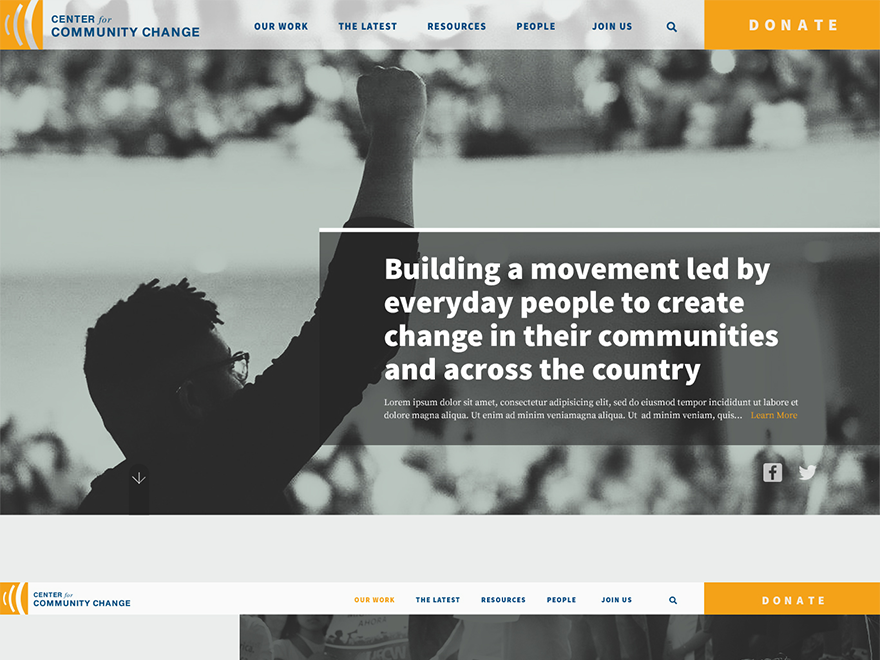 CENTER for
COMMUNITY CHANGE
OUR WORK THE LATEST RESOURCES PEOPLE JOIN US
DONATE
Building a movement led by
everyday people to create
change in their communities
and across the country
Lorem ipsum dolor sit amet, consectetur adipisicing elit, sed do eiusmod tempor incididunt ut labore et
dolore magna aliqua. Ut enim ad minim veniamagna aliqua. Ut ad minim veniam, quis... Learn More
CENTER for
COMMUNITY CHANGE
OUR WORK THE LATEST RESOURCES PEOPLE JOIN US
DONATE
AHORA